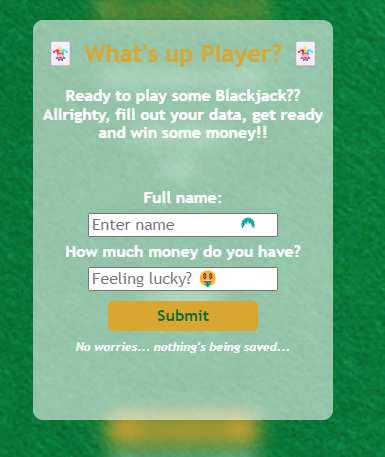 🃏 What's up Player? 🃏
Ready to play some Blackjack??
Allrighty, fill out your data, get ready
and win some money!!
Full name:
Enter name
How much money do you have?
Feeling lucky? 🤑
Submit
No worries... nothing's being saved...